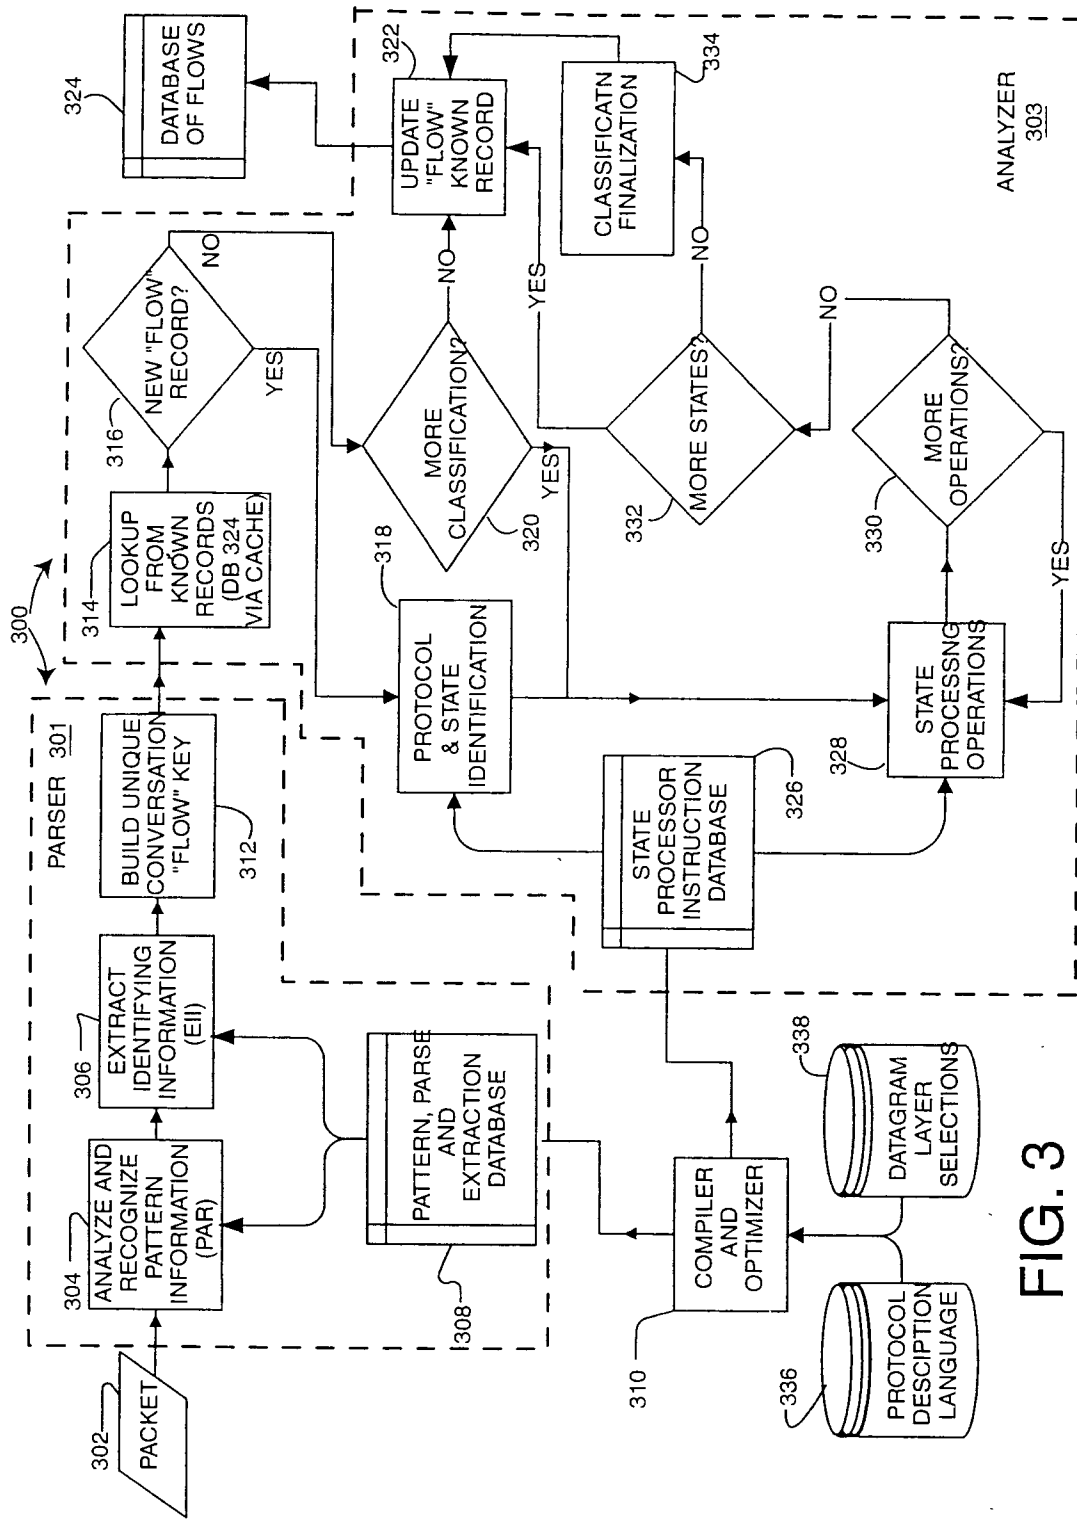 300
PARSER 301
302
PACKET
304
ANALYZE AND
RECOGNIZE
PATTERN
INFORMATION
(PAR)
306
EXTRACT
IDENTIFYING
INFORMATION
(EII)
BUILD UNIQUE
CONVERSATION
"FLOW" KEY
312
314
LOOKUP
FROM
KNOWN
RECORDS
(DB 324
VIA CACHE)
316
NEW "FLOW"
RECORD?
NO
YES
324
DATABASE
OF FLOWS
PATTERN, PARSE
AND
EXTRACTION
DATABASE
308
318
PROTOCOL
& STATE
IDENTIFICATION
MORE
CLASSIFICATION?
320
NO
YES
322
UPDATE
"FLOW"
KNOWN
RECORD
310
COMPILER
AND
OPTIMIZER
STATE
PROCESSOR
INSTRUCTION
DATABASE
326
332
MORE STATES?
YES
NO
CLASSIFICATN
FINALIZATION
334
336
PROTOCOL
DESCIPTION
LANGUAGE
338
DATAGRAM
LAYER
SELECTIONS
328
STATE
PROCESSNG
OPERATIONS
330
MORE
OPERATIONS?
YES
NO
ANALYZER
303
FIG. 3